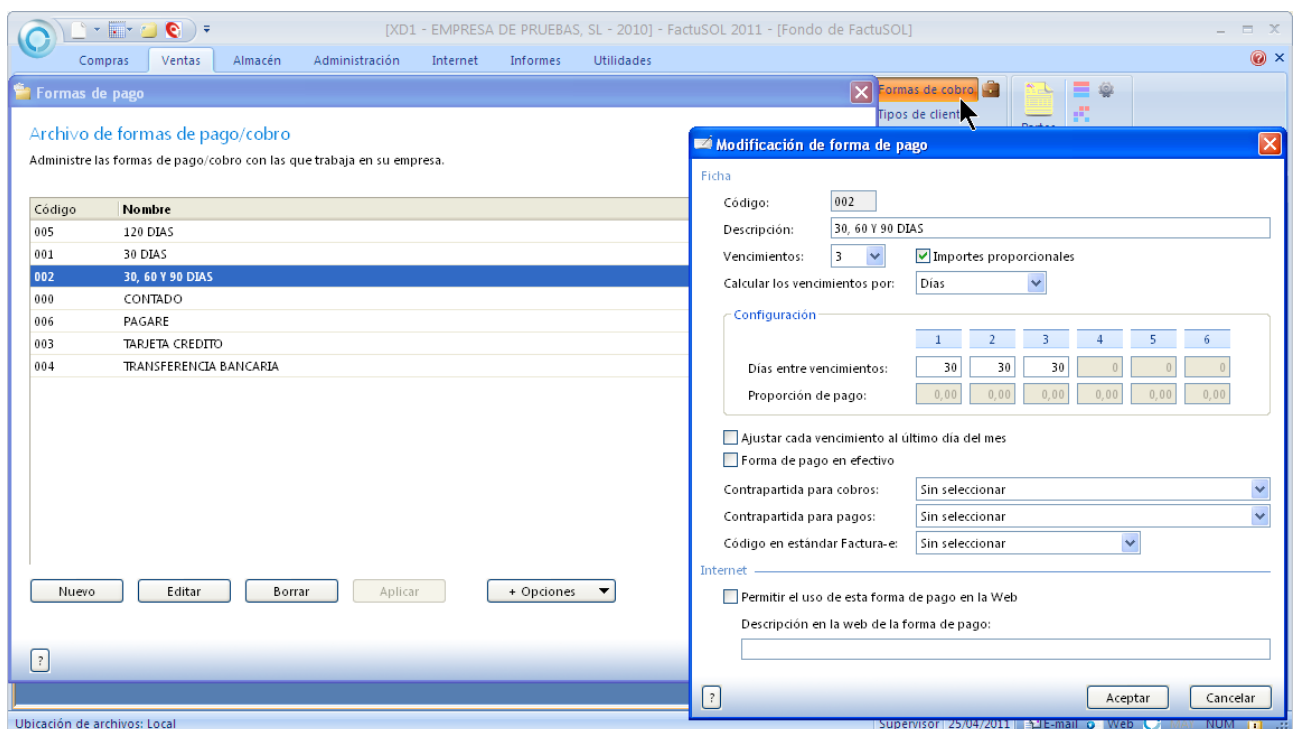 [XD1 - EMPRESA DE PRUEBAS, SL - 2010] - FactuSOL 2011 - [Fondo de FactuSOL]
Compras Ventas Almacén Administración Internet Informes Utilidades
Formas de pago
Formas de cobro
Tipos de client
Archivo de formas de pago/cobro
Administre las formas de pago/cobro con las que trabaja en su empresa.
Código Nombre
005 120 DIAS
001 30 DIAS
002 30, 60 Y 90 DIAS
000 CONTADO
006 PAGARE
003 TARJETA CREDITO
004 TRANSFERENCIA BANCARIA
Nuevo Editar Borrar Aplicar + Opciones
?
Modificación de forma de pago
Ficha
Código: 002
Descripción: 30, 60 Y 90 DIAS
Vencimientos: 3 Importes proporcionales
Calcular los vencimientos por: Días
Configuración
1 2 3 4 5 6
Días entre vencimientos: 30 30 30 0 0 0
Proporción de pago: 0,00 0,00 0,00 0,00 0,00 0,00
Ajustar cada vencimiento al último día del mes
Forma de pago en efectivo
Contrapartida para cobros: Sin seleccionar
Contrapartida para pagos: Sin seleccionar
Código en estándar Factura-e: Sin seleccionar
Internet
Permitir el uso de esta forma de pago en la Web
Descripción en la web de la forma de pago:
? Aceptar Cancelar
Ubicación de archivos: Local Supervisor 25/04/2011 E-mail Web NUM